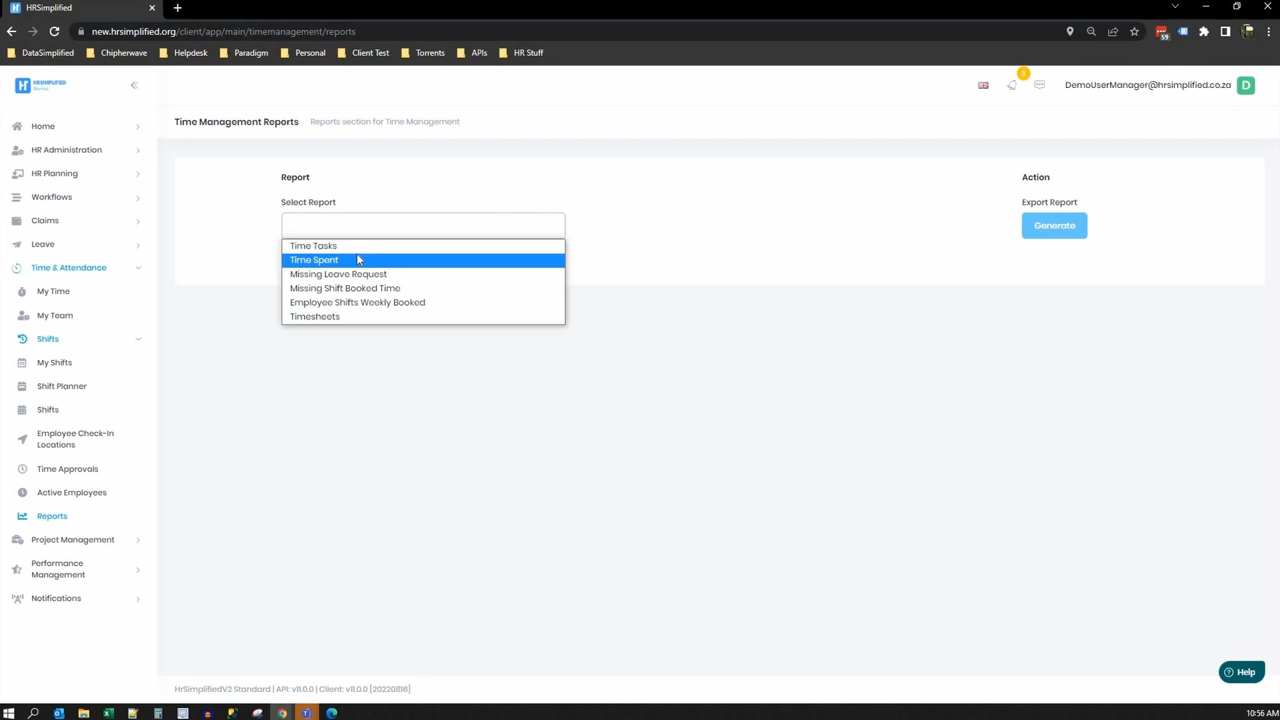 HRSimplified
new.hrsimplified.org/client/app/main/timemanagement/reports
59
DataSimplified
Chipherwave
Helpdesk
Paradigm
Personal
Client Test
Torrents
APIs
HR Stuff
HRSIMPLIFIED
3
DemoUserManager@hrsimplified.co.za
D
Time Management Reports
Reports section for Time Management
Home
HR Administration
HR Planning
Workflows
Claims
Leave
Time & Attendance
My Time
My Team
Shifts
My Shifts
Shift Planner
Shifts
Employee Check-In
Locations
Time Approvals
Active Employees
Reports
Project Management
Performance
Management
Notifications
Report
Select Report
Time Tasks
Time Spent
Missing Leave Request
Missing Shift Booked Time
Employee Shifts Weekly Booked
Timesheets
Action
Export Report
Generate
Help
HrSimplifiedV2 Standard | API: v11.0.0 | Client: v11.0.0 [20220816]
10:56 AM